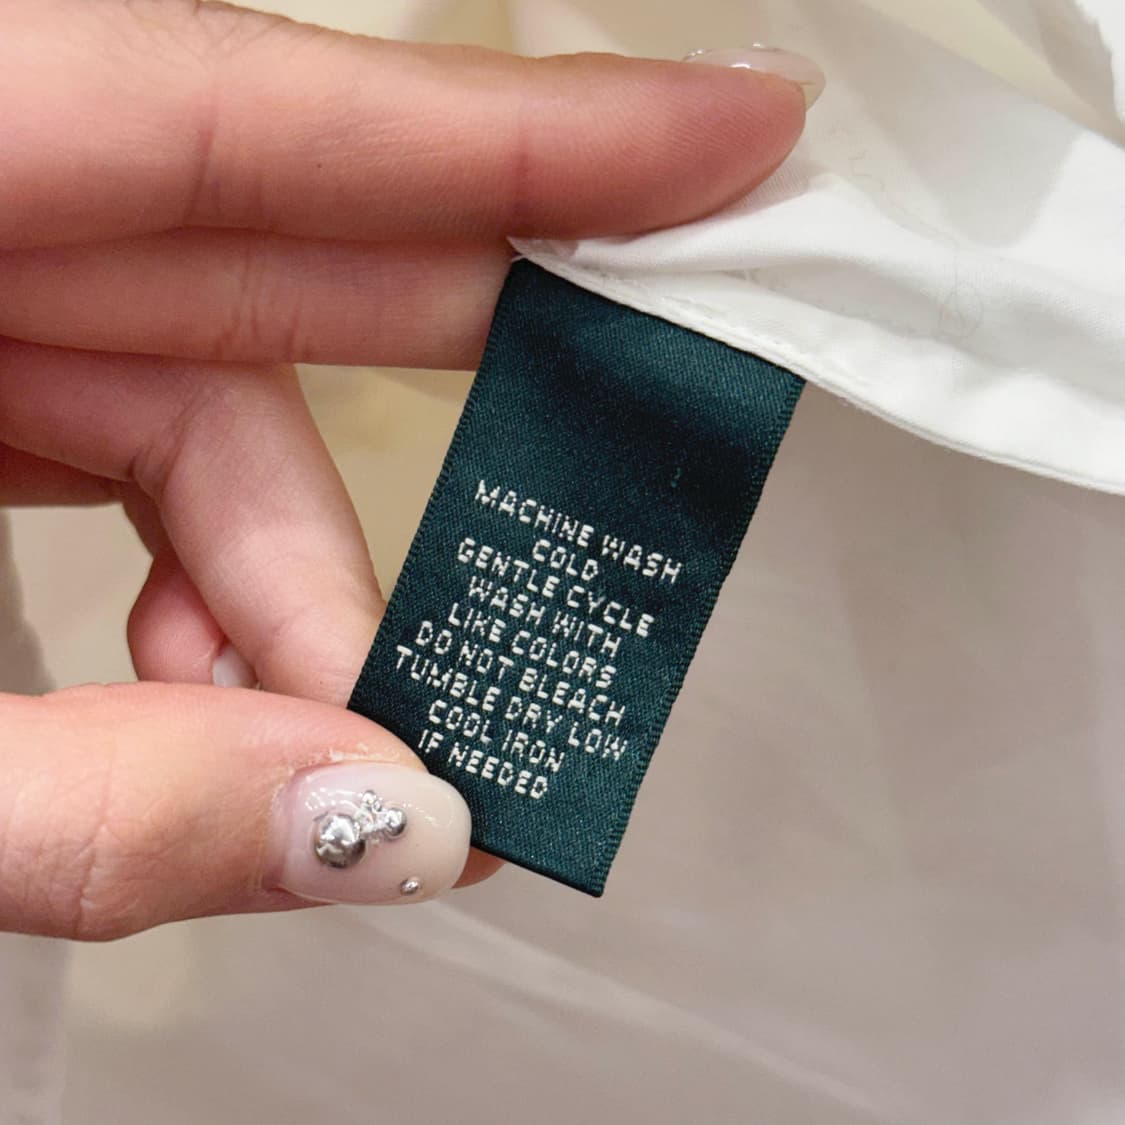 MACHINE WASH
COLD
GENTLE CYCLE
WASH WITH
LIKE COLORS
DO NOT BLEACH
TUMBLE DRY LOW
COOL IRON
IF NEEDED